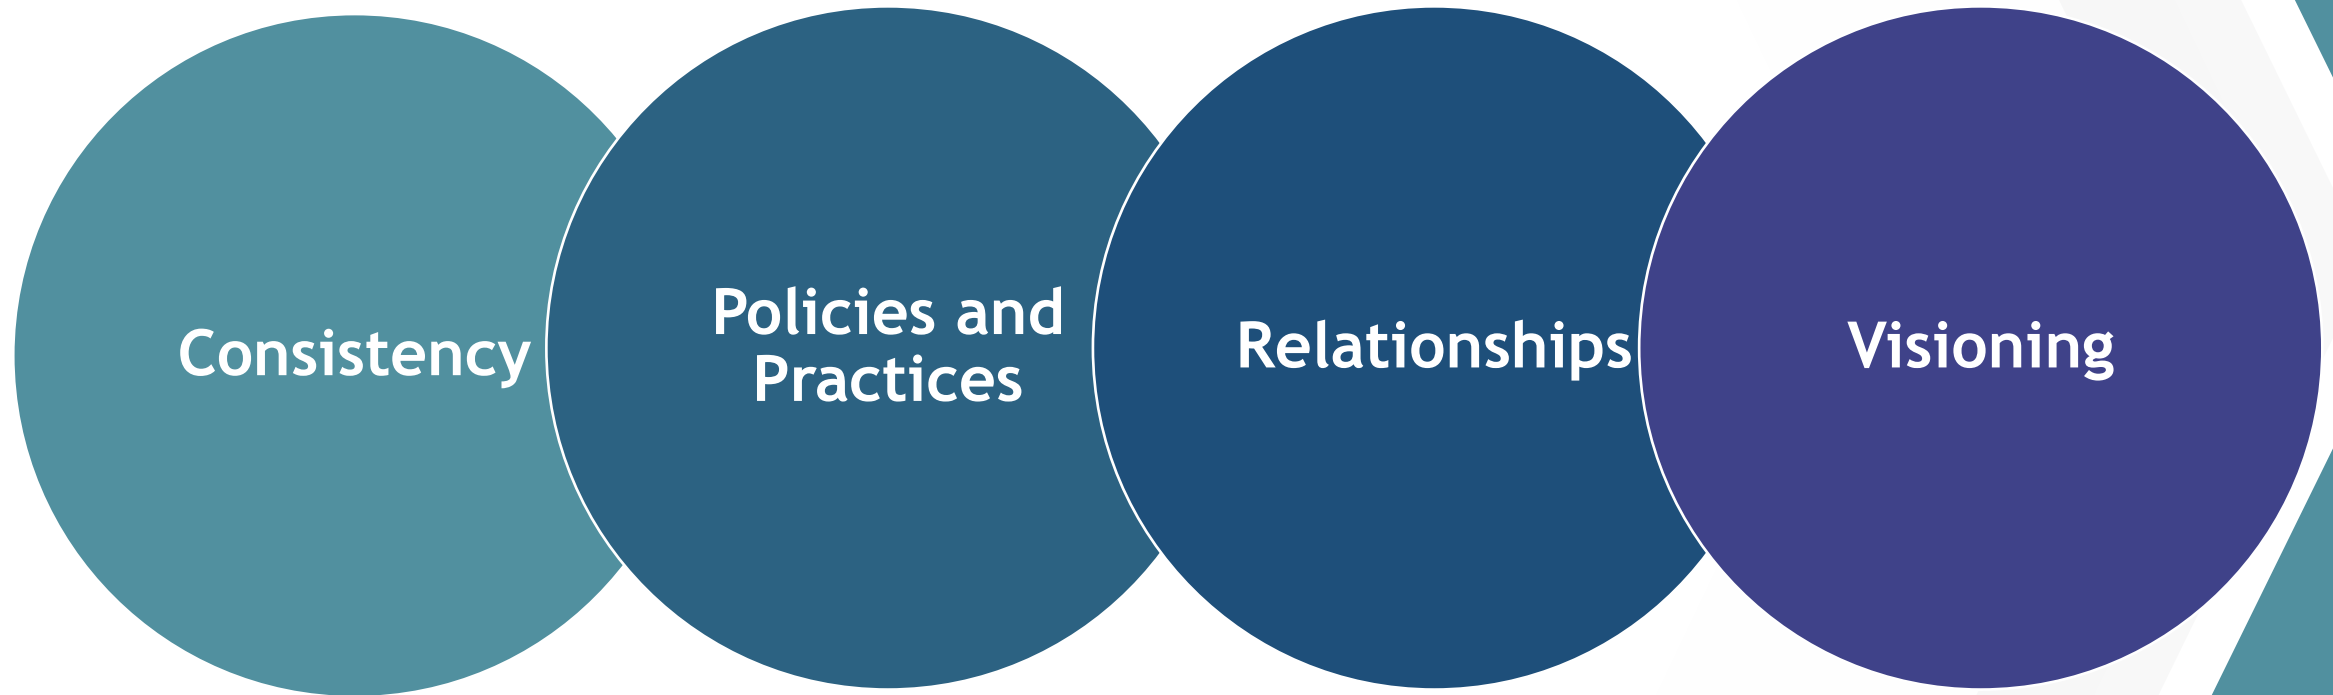 Consistency
Policies and
Practices
Relationships
Visioning